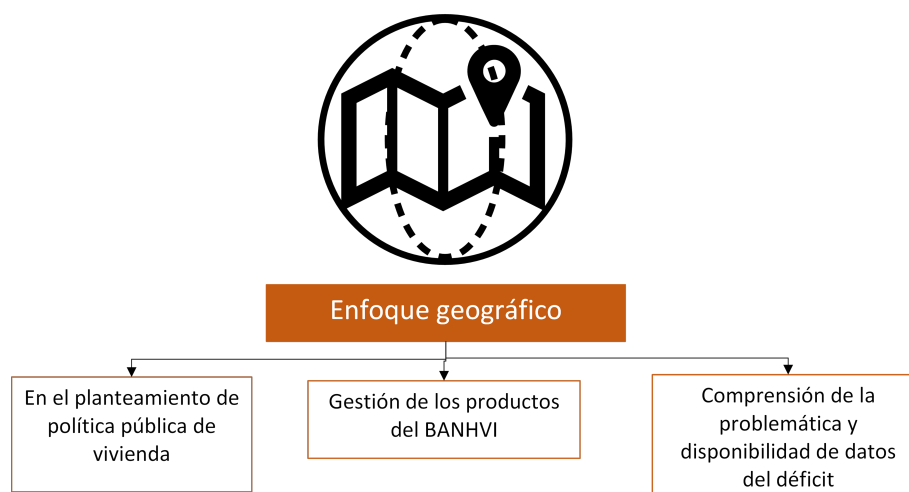 Enfoque geográfico
En el planteamiento de
política pública de
vivienda
Gestión de los productos
del BANHVI
Comprensión de la
problemática y
disponibilidad de datos
del déficit